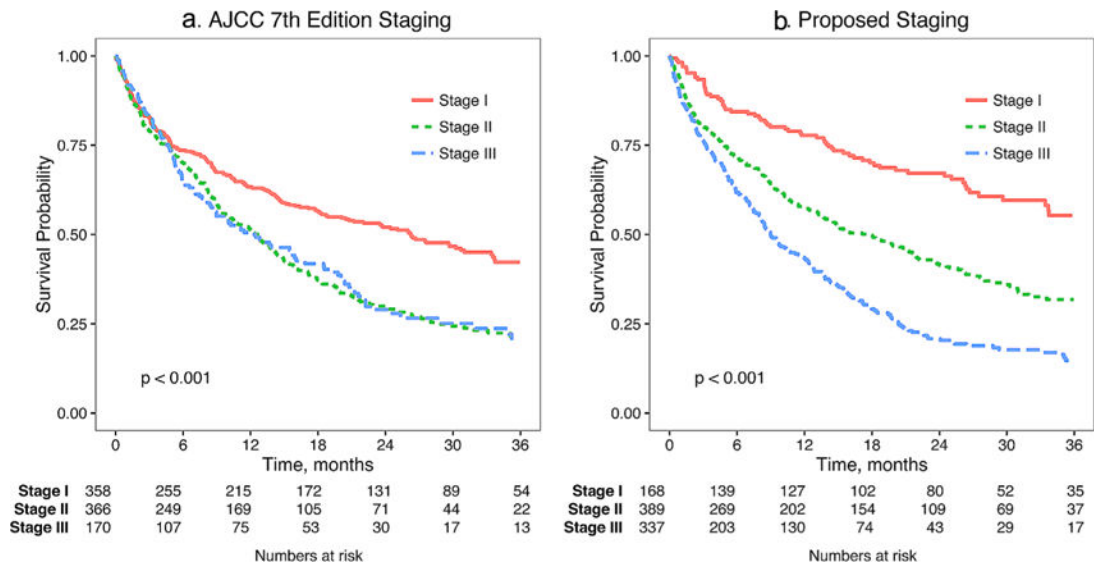 a. AJCC 7th Edition Staging
1.00
0.75
0.50
0.25
0.00
Survival Probability
Stage I
Stage II
Stage III
p < 0.001
0 6 12 18 24 30 36
Time, months
Stage I 358 255 215 172 131 89 54
Stage II 366 249 169 105 71 44 22
Stage III 170 107 75 53 30 17 13
Numbers at risk
b. Proposed Staging
1.00
0.75
0.50
0.25
0.00
Survival Probability
Stage I
Stage II
Stage III
p < 0.001
0 6 12 18 24 30 36
Time, months
Stage I 168 139 127 102 80 52 35
Stage II 389 269 202 154 109 69 37
Stage III 337 203 130 74 43 29 17
Numbers at risk